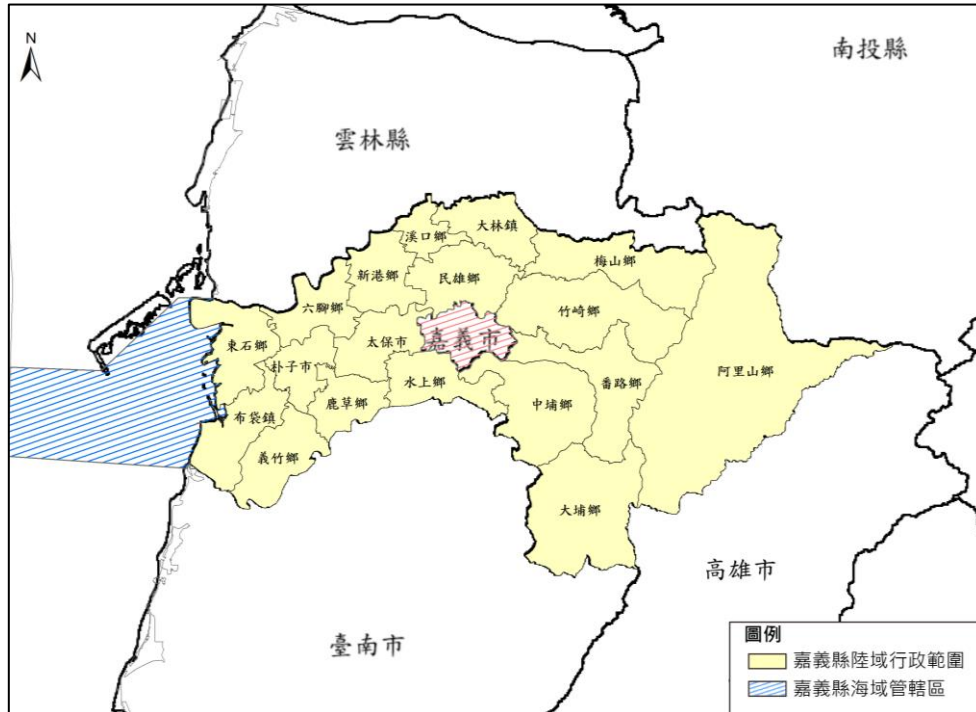 N
南投縣
雲林縣
大林鎮
溪口鄉
梅山鄉
新港鄉
民雄鄉
六腳鄉
竹崎鄉
東石鄉
太保市
嘉義市
朴子市
阿里山鄉
水上鄉
番路鄉
鹿草鄉
中埔鄉
布袋鎮
義竹鄉
大埔鄉
高雄市
臺南市
圖例
嘉義縣陸域行政範圍
嘉義縣海域管轄區